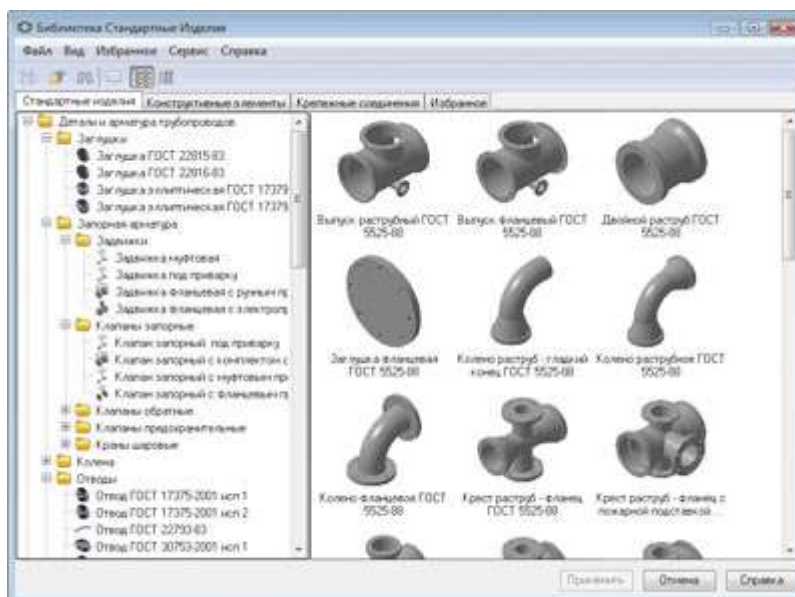 Библиотека Стандартные Изделия
Файл Вид Избранное Сервис Справка
Стандартные изделия Конструктивные элементы Крепежные соединения Избранное
Детали и арматура трубопроводов
Заглушки
Заглушка ГОСТ 22815-83
Заглушка ГОСТ 22816-83
Заглушка эллиптическая ГОСТ 17379
Заглушка эллиптическая ГОСТ 17379
Запорная арматура
Задвижки
Задвижка муфтовая
Задвижка под приварку
Задвижка фланцевая с ручным пр
Задвижка фланцевая с электропр
Клапаны запорные
Клапан запорный под приварку
Клапан запорный с комплектом о
Клапан запорный с муфтовым пр
Клапан запорный с фланцевым п
Клапаны обратные
Клапаны предохранительные
Краны шаровые
Колена
Отводы
Отвод ГОСТ 17375-2001 исп 1
Отвод ГОСТ 17375-2001 исп 2
Отвод ГОСТ 22793-83
Отвод ГОСТ 30753-2001 исп 1
Выпуск раструбный ГОСТ
5525-88
Выпуск фланцевый ГОСТ
5525-88
Двойной раструб ГОСТ
5525-88
Заглушка фланцевая
ГОСТ 5525-88
Колено раструб - гладкий
конец ГОСТ 5525-88
Колено раструбное ГОСТ
5525-88
Колено фланцевое ГОСТ
5525-88
Крест раструб - фланец
ГОСТ 5525-88
Крест раструб - фланец с
пожарной подставкой ...
Применить Отмена Справка